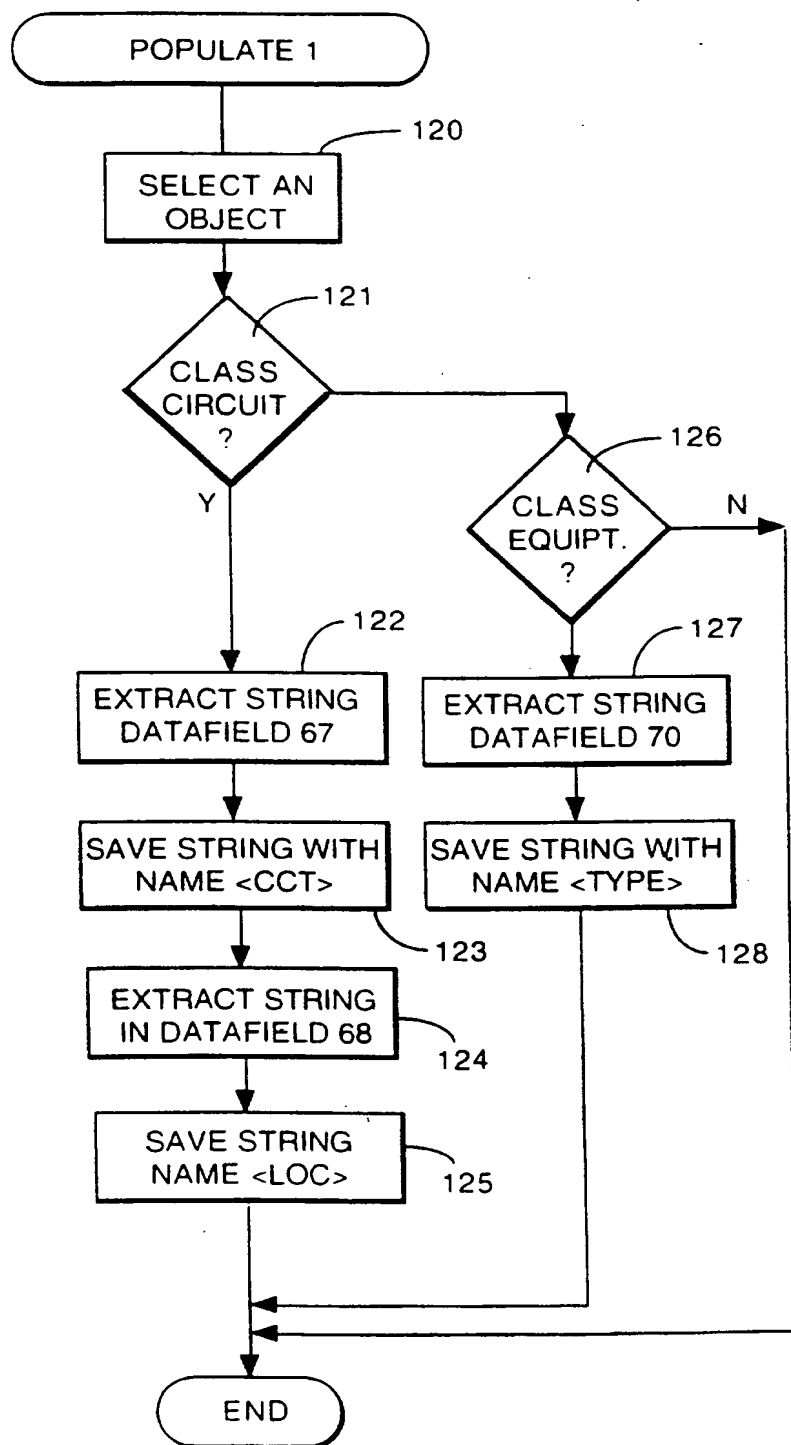 POPULATE 1
120
SELECT AN
OBJECT
121
CLASS
CIRCUIT
?
Y
126
CLASS
EQUIPT.
?
N
122
EXTRACT STRING
DATAFIELD 67
127
EXTRACT STRING
DATAFIELD 70
SAVE STRING WITH
NAME <CCT>
123
SAVE STRING WITH
NAME <TYPE>
128
EXTRACT STRING
IN DATAFIELD 68
124
SAVE STRING
NAME <LOC>
125
END